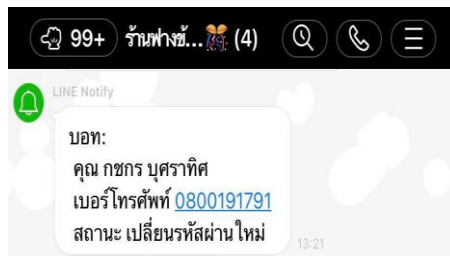 99+ ร้านฟางข้... (4)
LINE Notify
บอท:
คุณ กชกร บุศราทิศ
เบอร์โทรศัพท์ 0800191791
สถานะ เปลี่ยนรหัสผ่านใหม่
13:21